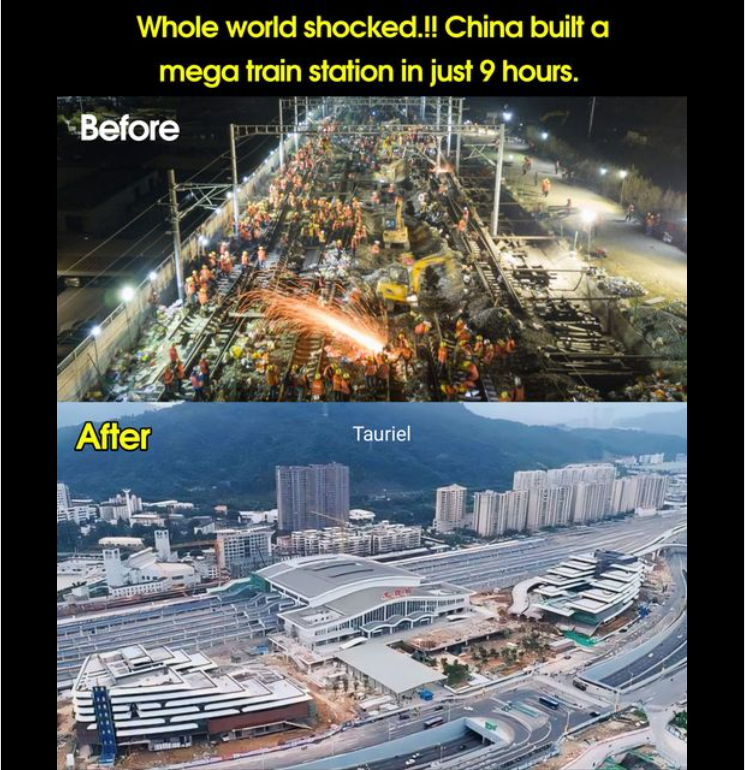 Whole world shocked.!! China built a
mega train station in just 9 hours.
Before
After
Tauriel